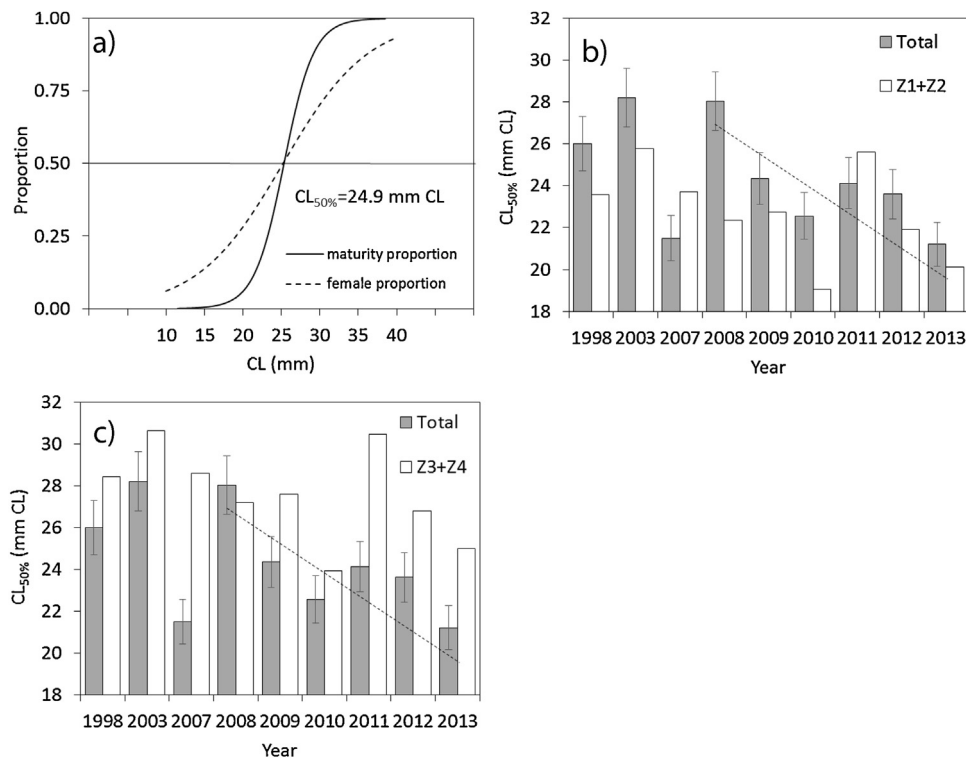 a)
1.00
0.75
0.50
0.25
0.00
Proportion
CL50%=24.9 mm CL
maturity proportion
female proportion
10 15 20 25 30 35 40
CL (mm)
b)
32
30
28
26
24
22
20
18
CL50% (mm CL)
Total
Z1+Z2
1998 2003 2007 2008 2009 2010 2011 2012 2013
Year
c)
32
30
28
26
24
22
20
18
CL50% (mm CL)
Total
Z3+Z4
1998 2003 2007 2008 2009 2010 2011 2012 2013
Year